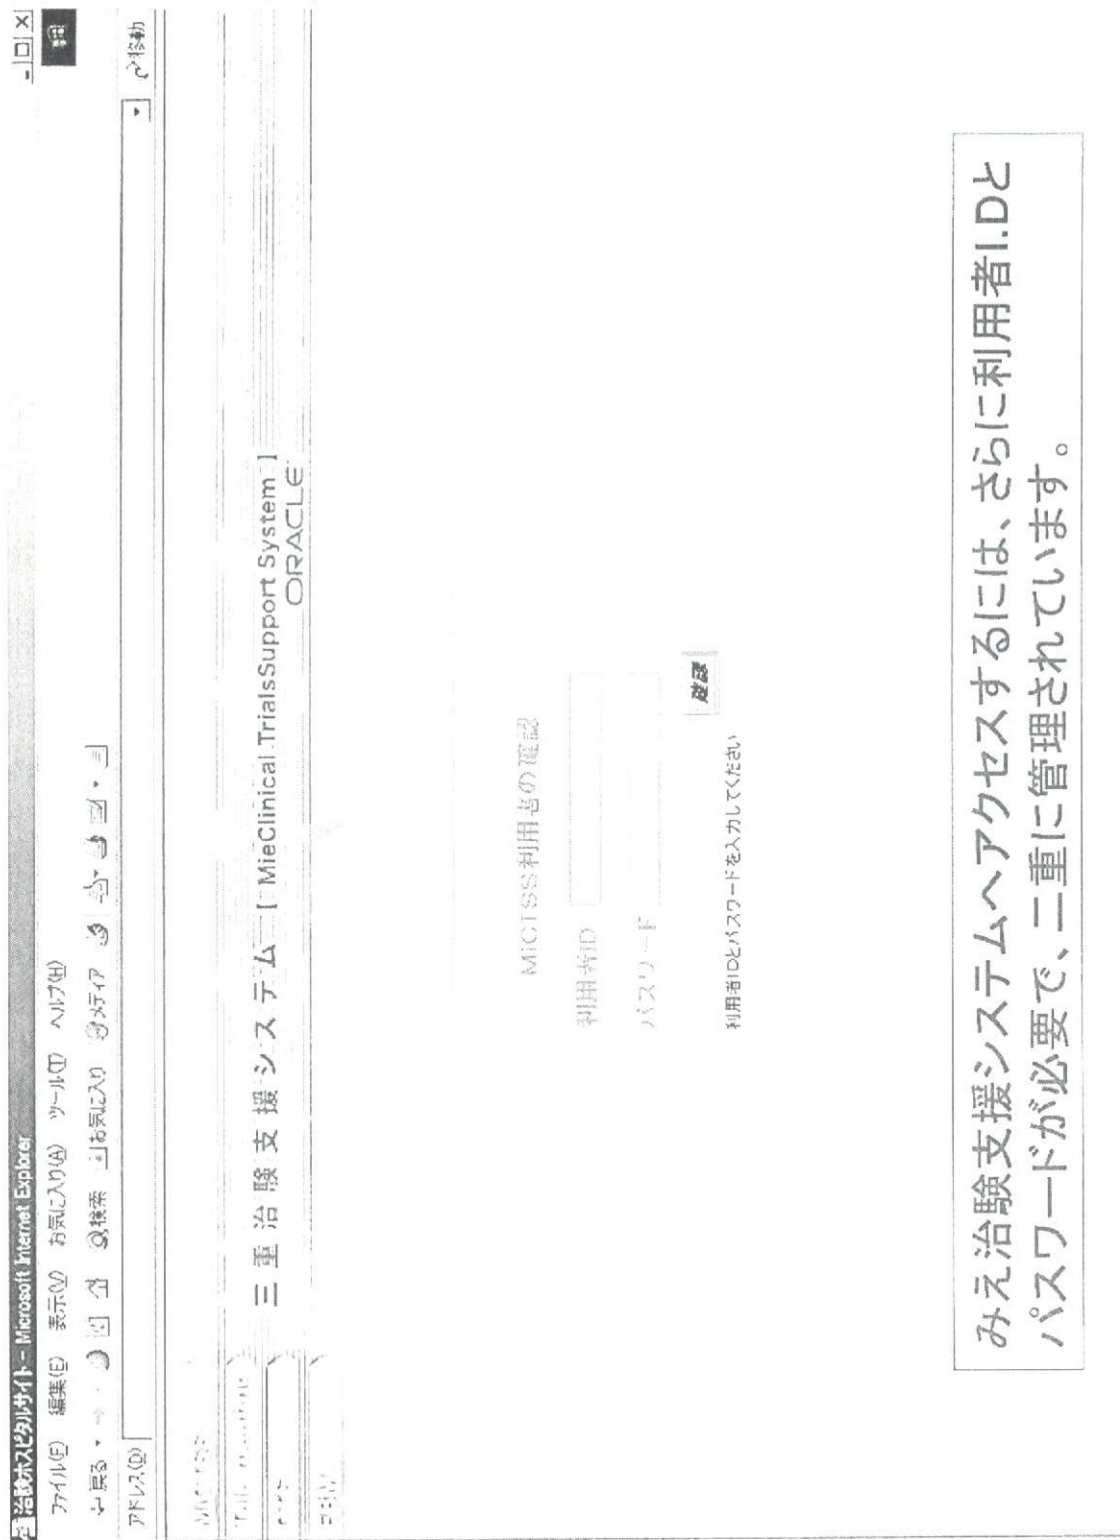 治験ホスピタルサイト - Microsoft Internet Explorer
ファイル(F) 編集(E) 表示(V) お気に入り(A) ツール(T) ヘルプ(H)
戻る 検索 お気に入り メディア
アドレス(D) 移動
三重治験支援システム [ MieClinical TrialsSupport System ]
ORACLE
MiCTSS利用者の確認
利用者ID
パスワード
確認
利用者IDとパスワードを入力してください
みえ治験支援システムへアクセスするには、さらに利用者I.Dと
パスワードが必要で、二重に管理されています。